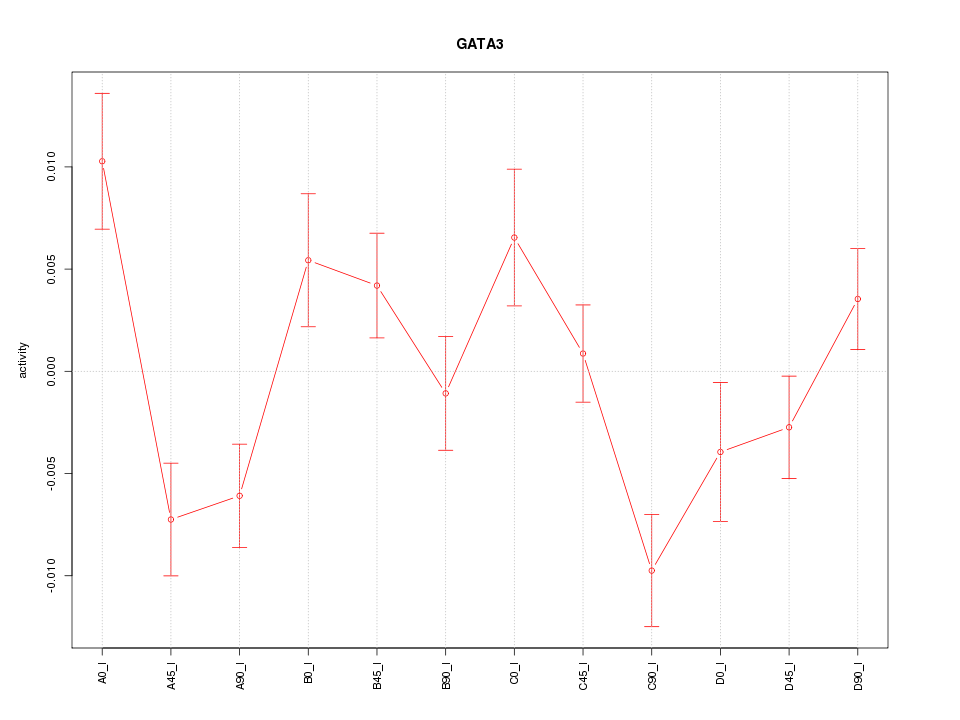 GATA3
activity
0.010
0.005
0.000
-0.005
-0.010
A0_I
A45_I
A90_I
B0_I
B45_I
B90_I
C0_I
C45_I
C90_I
D0_I
D45_I
D90_I